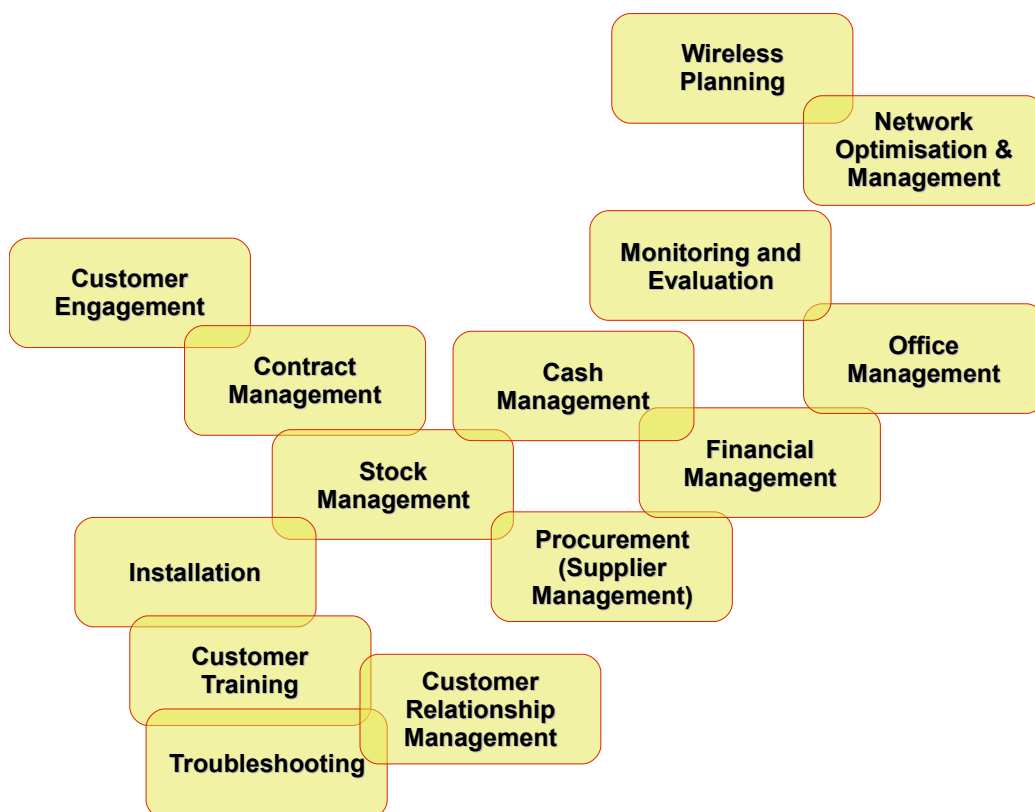 Wireless
Planning
Network
Optimisation &
Management
Monitoring and
Evaluation
Customer
Engagement
Office
Management
Contract
Management
Cash
Management
Financial
Management
Stock
Management
Procurement
(Supplier
Management)
Installation
Customer
Training
Customer
Relationship
Management
Troubleshooting